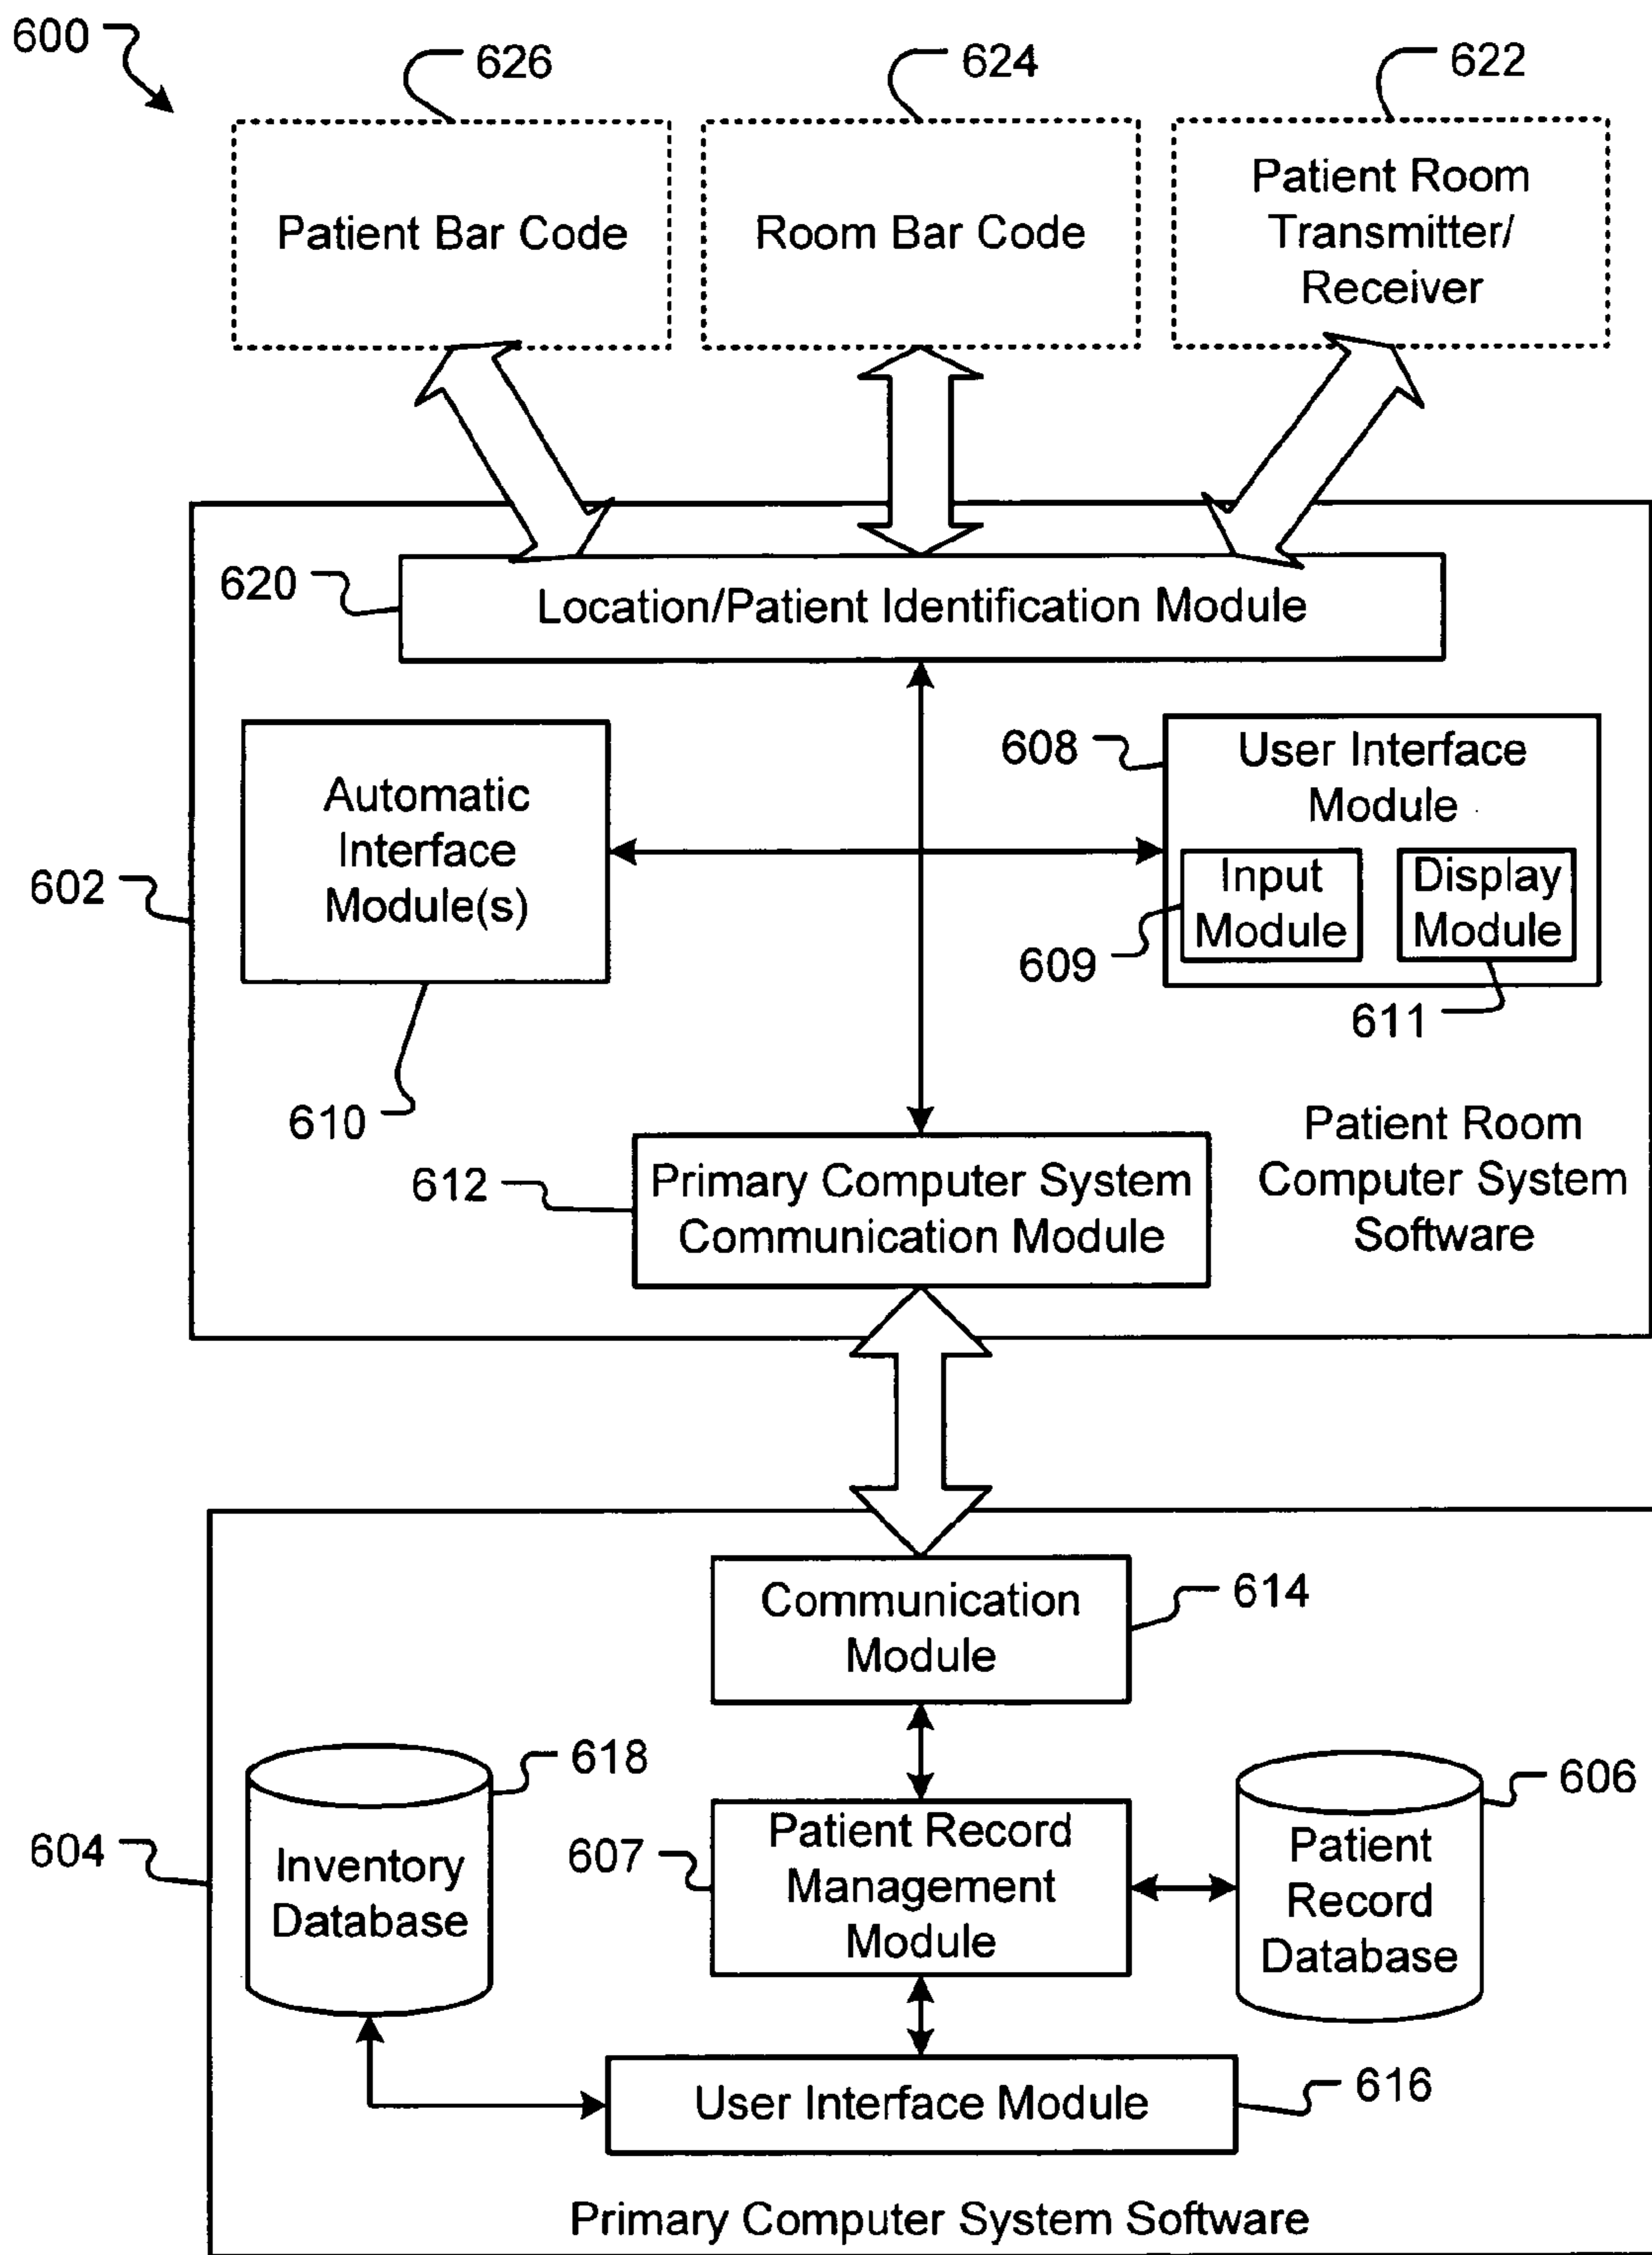 600
626
624
622
Patient Bar Code
Room Bar Code
Patient Room
Transmitter/
Receiver
620
Location/Patient Identification Module
608
User Interface
Module
Automatic
Interface
Module(s)
602
Input
Module
Display
Module
609
611
610
Patient Room
Computer System
Software
612
Primary Computer System
Communication Module
Communication
Module
614
618
606
604
Inventory
Database
607
Patient Record
Management
Module
Patient
Record
Database
User Interface Module
616
Primary Computer System Software